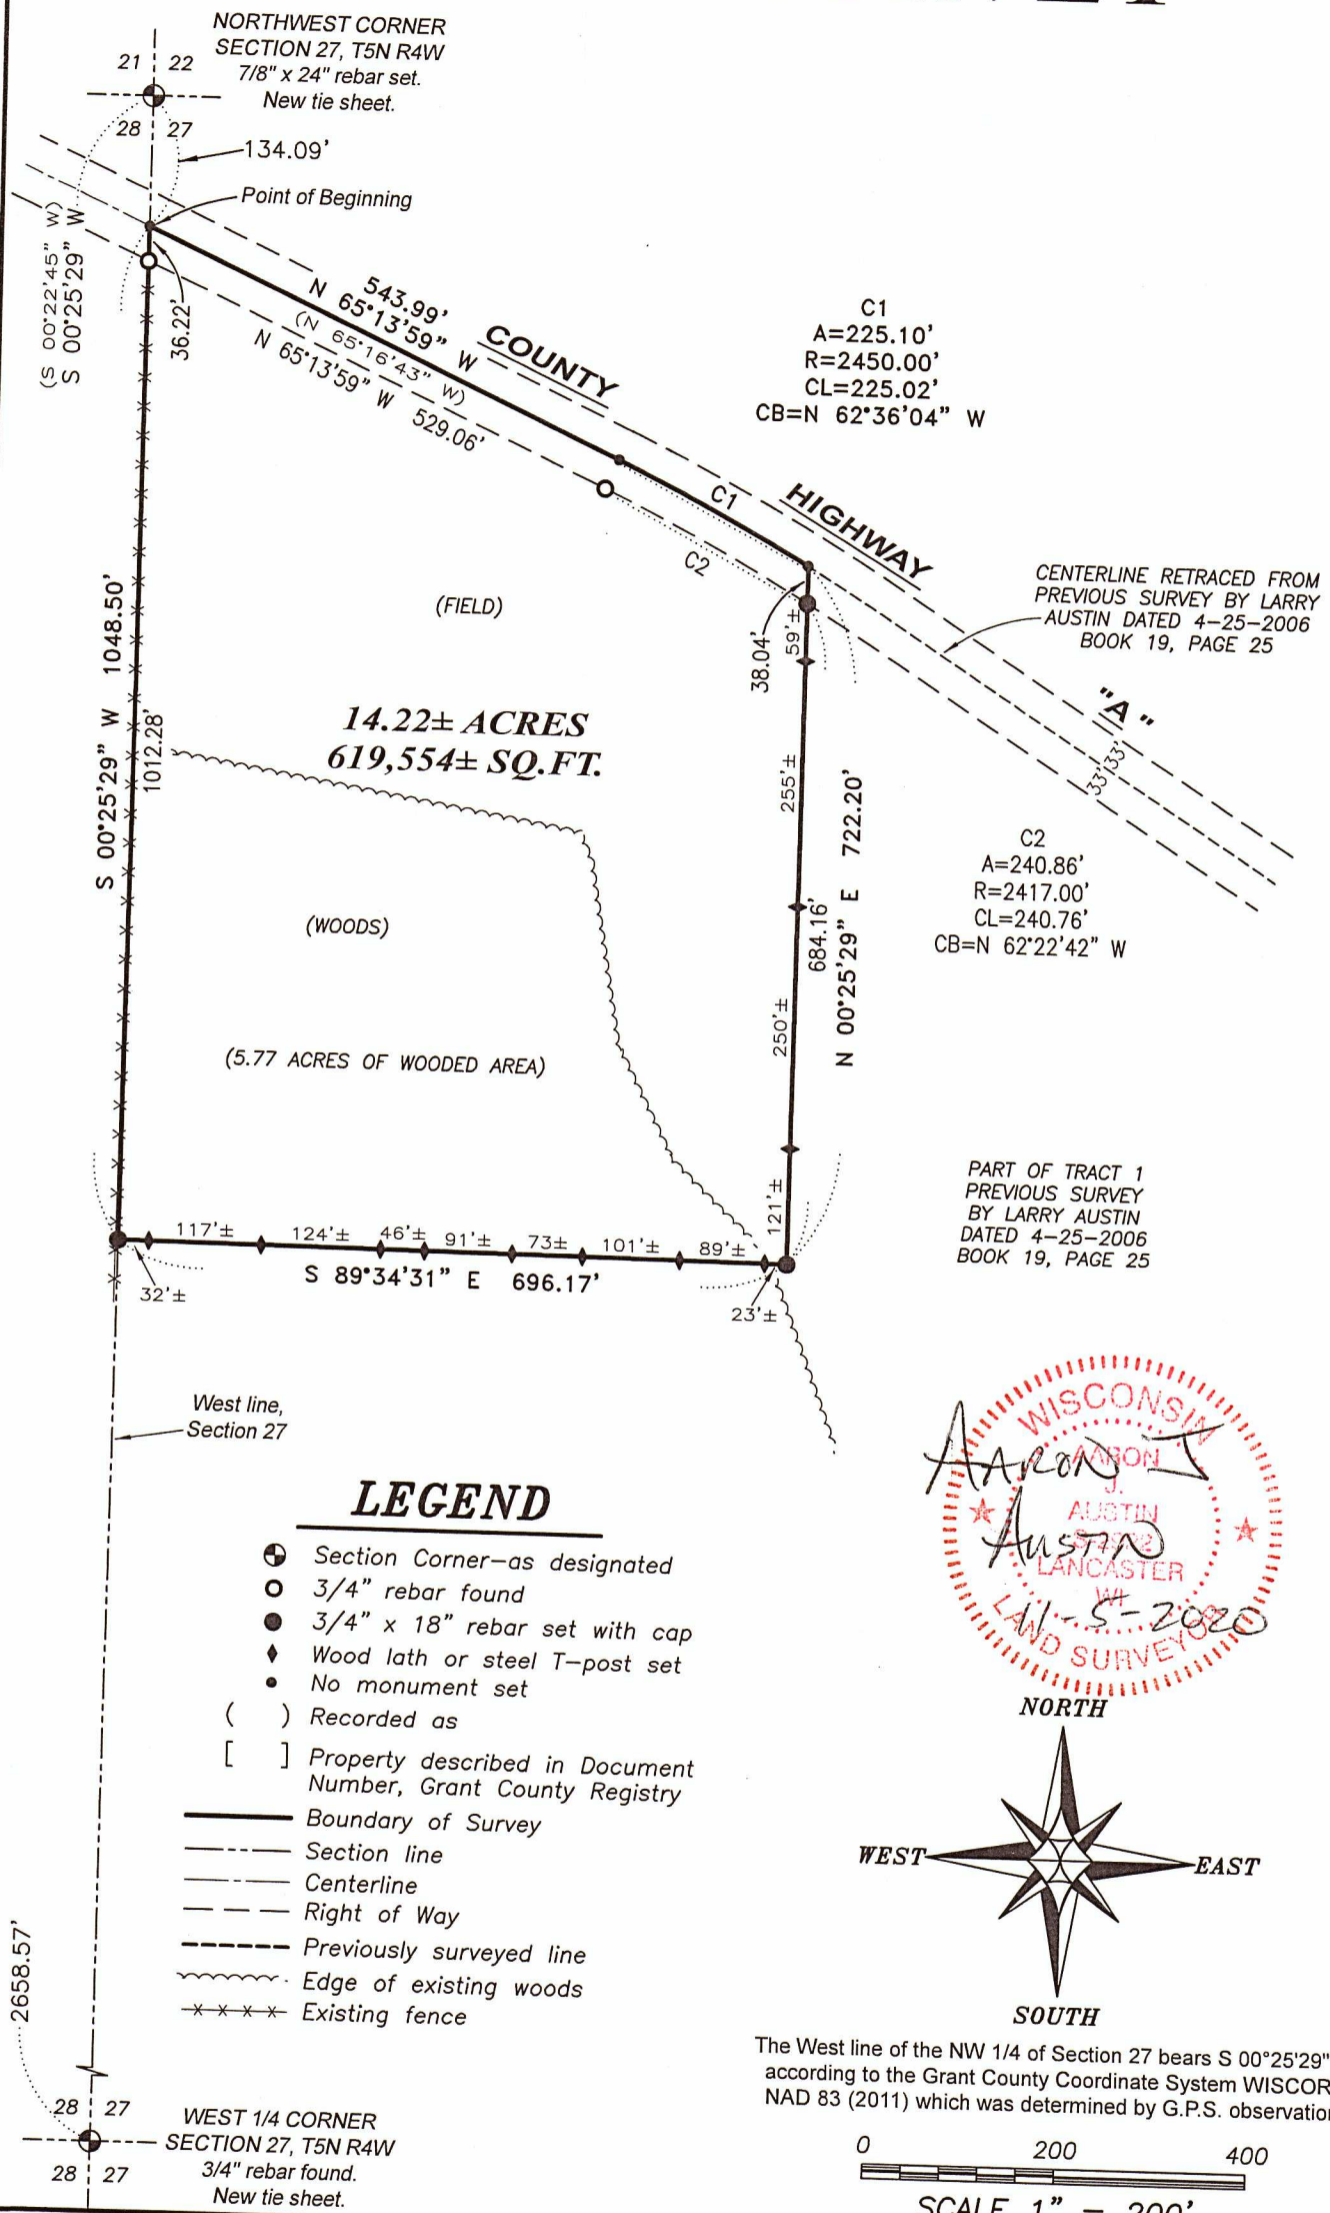 NORTHWEST CORNER
SECTION 27, T5N R4W
7/8" x 24" rebar set.
New tie sheet.
21 22
28 27
134.09'
Point of Beginning
(S 00°22'45" W)
S 00°25'29" W
36.22'
543.99'
N 65°13'59" W
(N 65°16'43" W)
N 65°13'59" W 529.06'
COUNTY
HIGHWAY
"A"
C1
A=225.10'
R=2450.00'
CL=225.02'
CB=N 62°36'04" W
C1
C2
CENTERLINE RETRACED FROM
PREVIOUS SURVEY BY LARRY
AUSTIN DATED 4-25-2006
BOOK 19, PAGE 25
33' 33'
(FIELD)
38.04'
59'±
14.22± ACRES
619,554± SQ.FT.
S 00°25'29" W 1048.50'
1012.28'
255'±
684.16'
N 00°25'29" E 722.20'
250'±
121'±
C2
A=240.86'
R=2417.00'
CL=240.76'
CB=N 62°22'42" W
(WOODS)
(5.77 ACRES OF WOODED AREA)
PART OF TRACT 1
PREVIOUS SURVEY
BY LARRY AUSTIN
DATED 4-25-2006
BOOK 19, PAGE 25
117'± 124'± 46'± 91'± 73± 101'± 89'±
S 89°34'31" E 696.17'
32'±
23'±
West line,
Section 27
WISCONSIN
AARON
J.
AUSTIN
LANCASTER
WI
LAND SURVEYOR
AARON J
AUSTIN
11-5-2020
LEGEND
Section Corner-as designated
3/4" rebar found
3/4" x 18" rebar set with cap
Wood lath or steel T-post set
No monument set
( ) Recorded as
[ ] Property described in Document
Number, Grant County Registry
Boundary of Survey
Section line
Centerline
Right of Way
Previously surveyed line
Edge of existing woods
Existing fence
NORTH
WEST EAST
SOUTH
2658.57'
28 27
28 27
WEST 1/4 CORNER
SECTION 27, T5N R4W
3/4" rebar found.
New tie sheet.
The West line of the NW 1/4 of Section 27 bears S 00°25'29"
according to the Grant County Coordinate System WISCOR
NAD 83 (2011) which was determined by G.P.S. observation
0 200 400
SCALE 1" = 200'